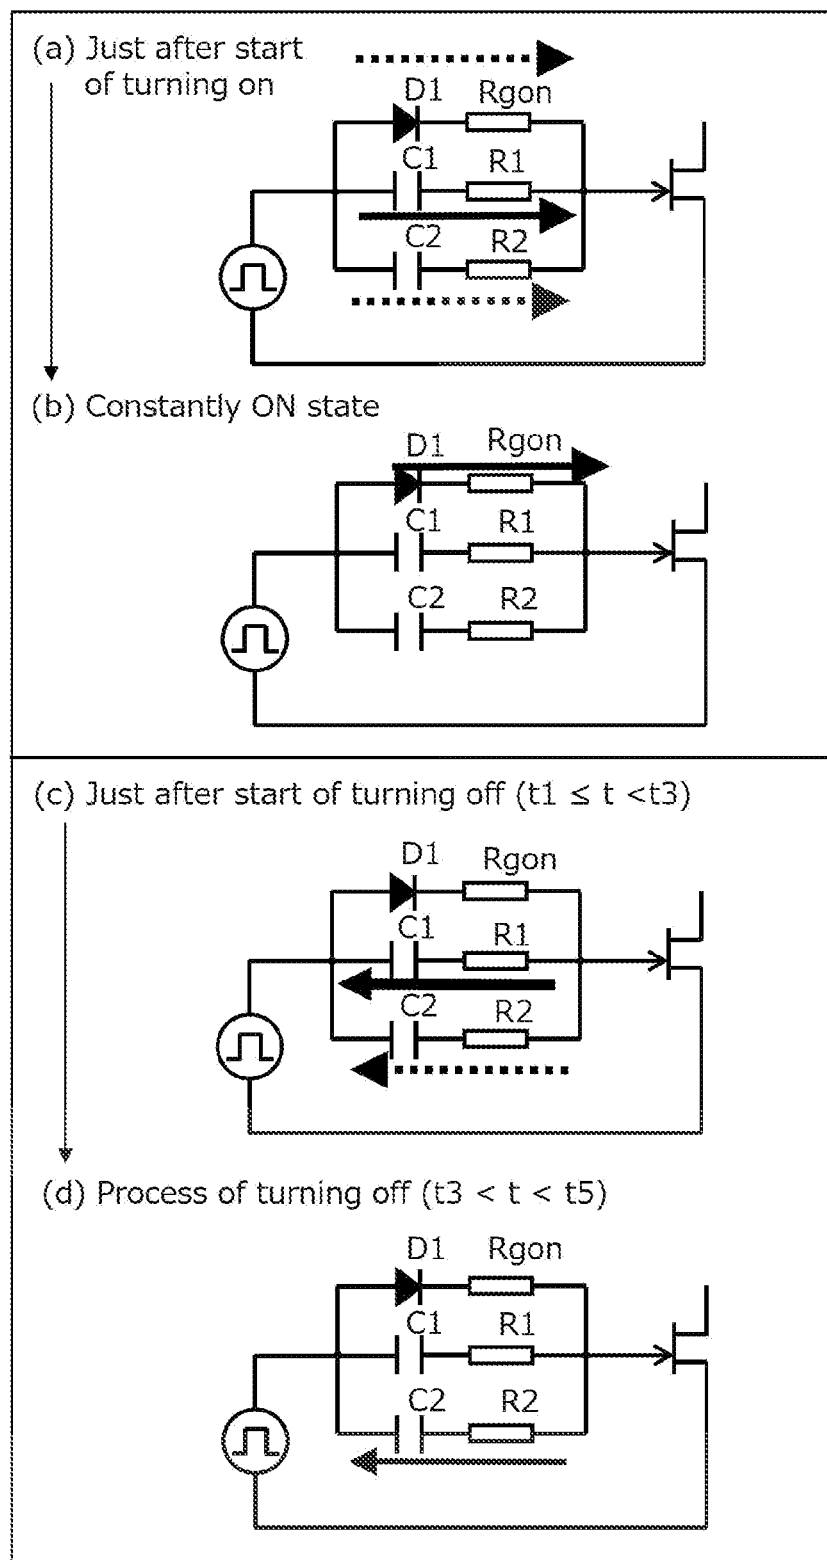 (a) Just after start
of turning on
D1
Rgon
C1
R1
C2
R2
(b) Constantly ON state
D1
Rgon
C1
R1
C2
R2
(c) Just after start of turning off (t1 ≤ t <t3)
D1
Rgon
C1
R1
C2
R2
(d) Process of turning off (t3 < t < t5)
D1
Rgon
C1
R1
C2
R2